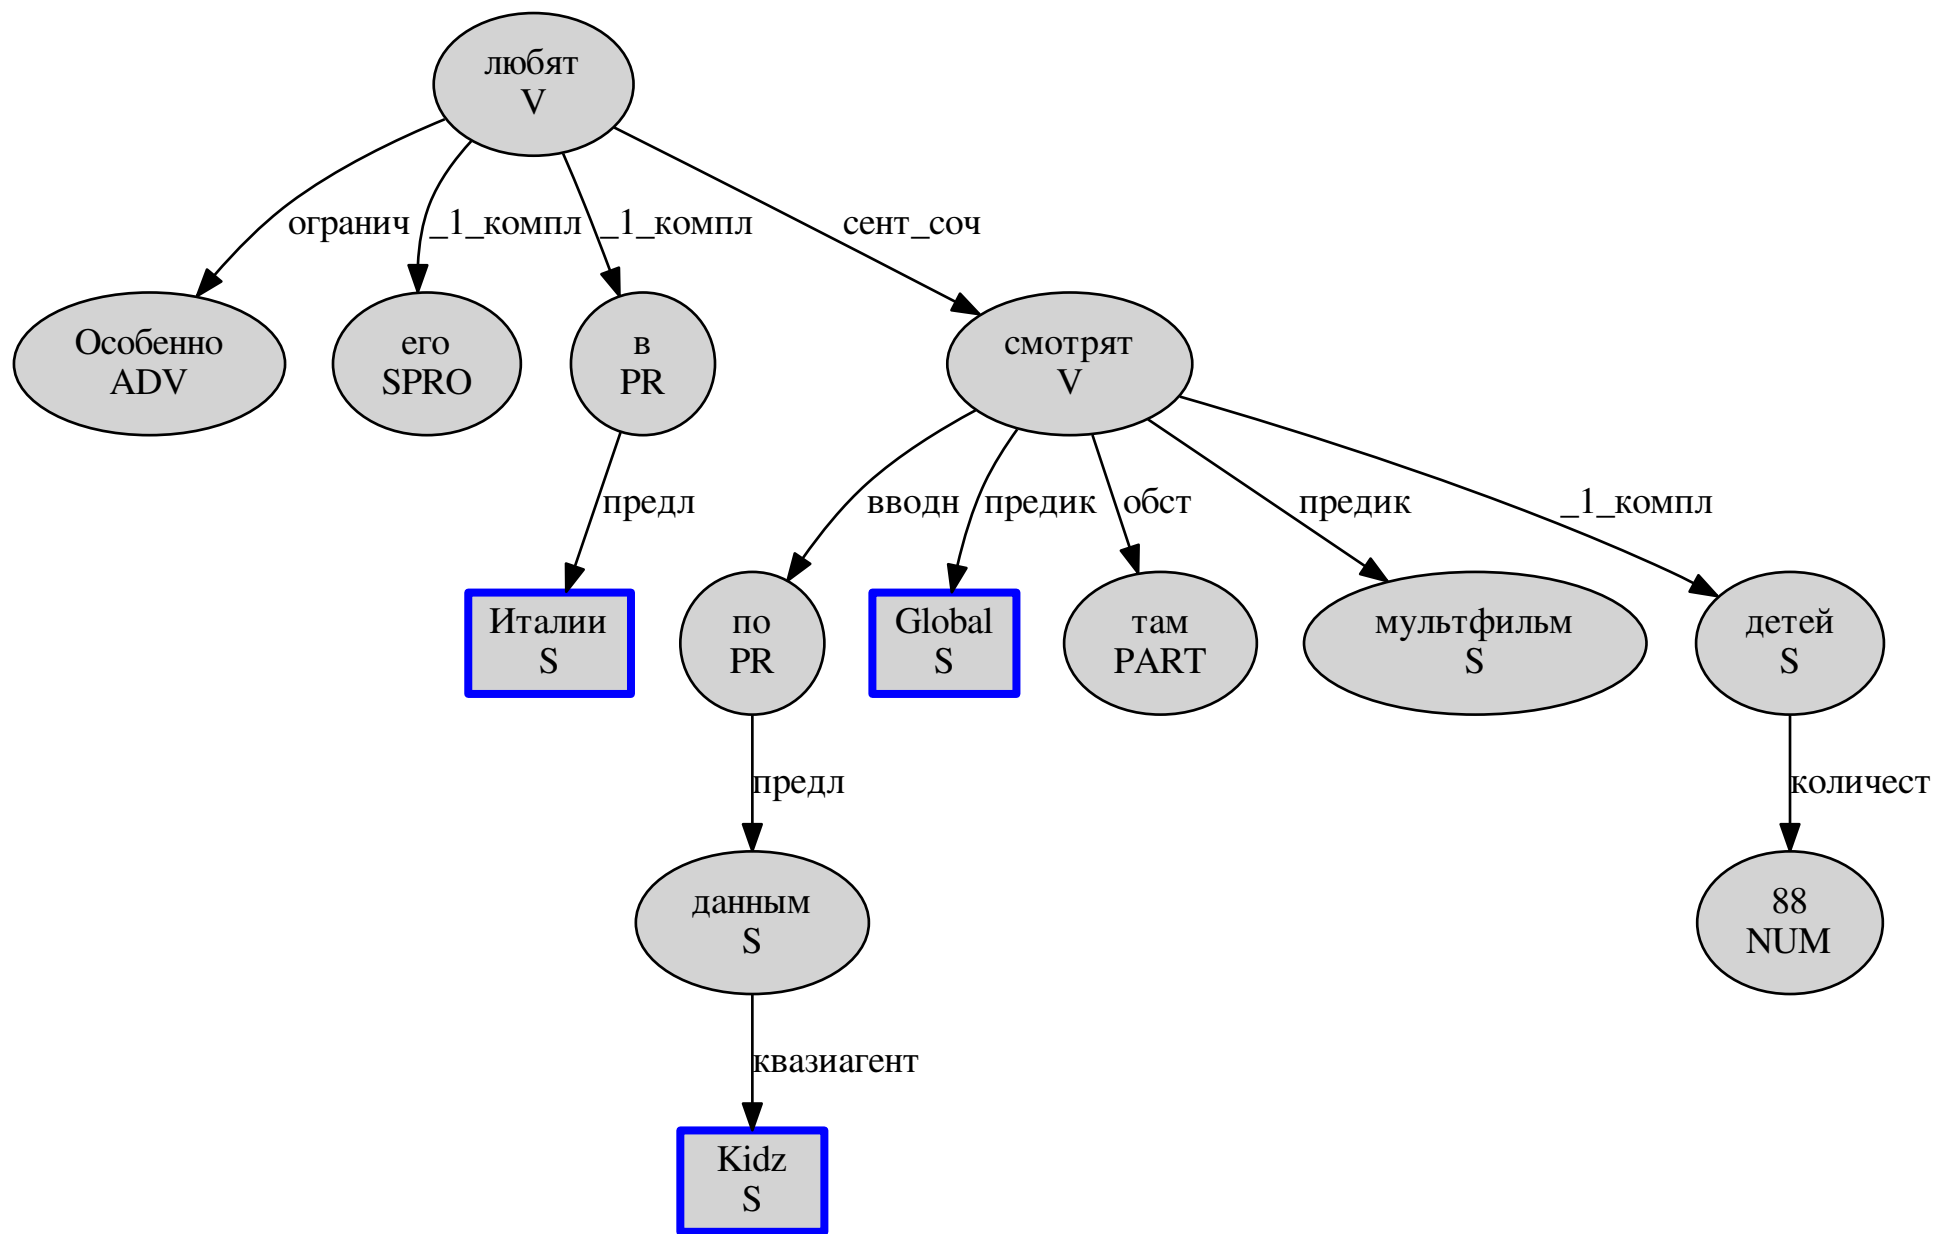 любят
V
огранич _1_компл _1_компл сент_соч
Особенно
ADV
его
SPRO
в
PR
смотрят
V
предл вводн предик обст предик _1_компл
Италии
S
по
PR
Global
S
там
PART
мультфильм
S
детей
S
предл количест
данным
S
88
NUM
квазиагент
Kidz
S